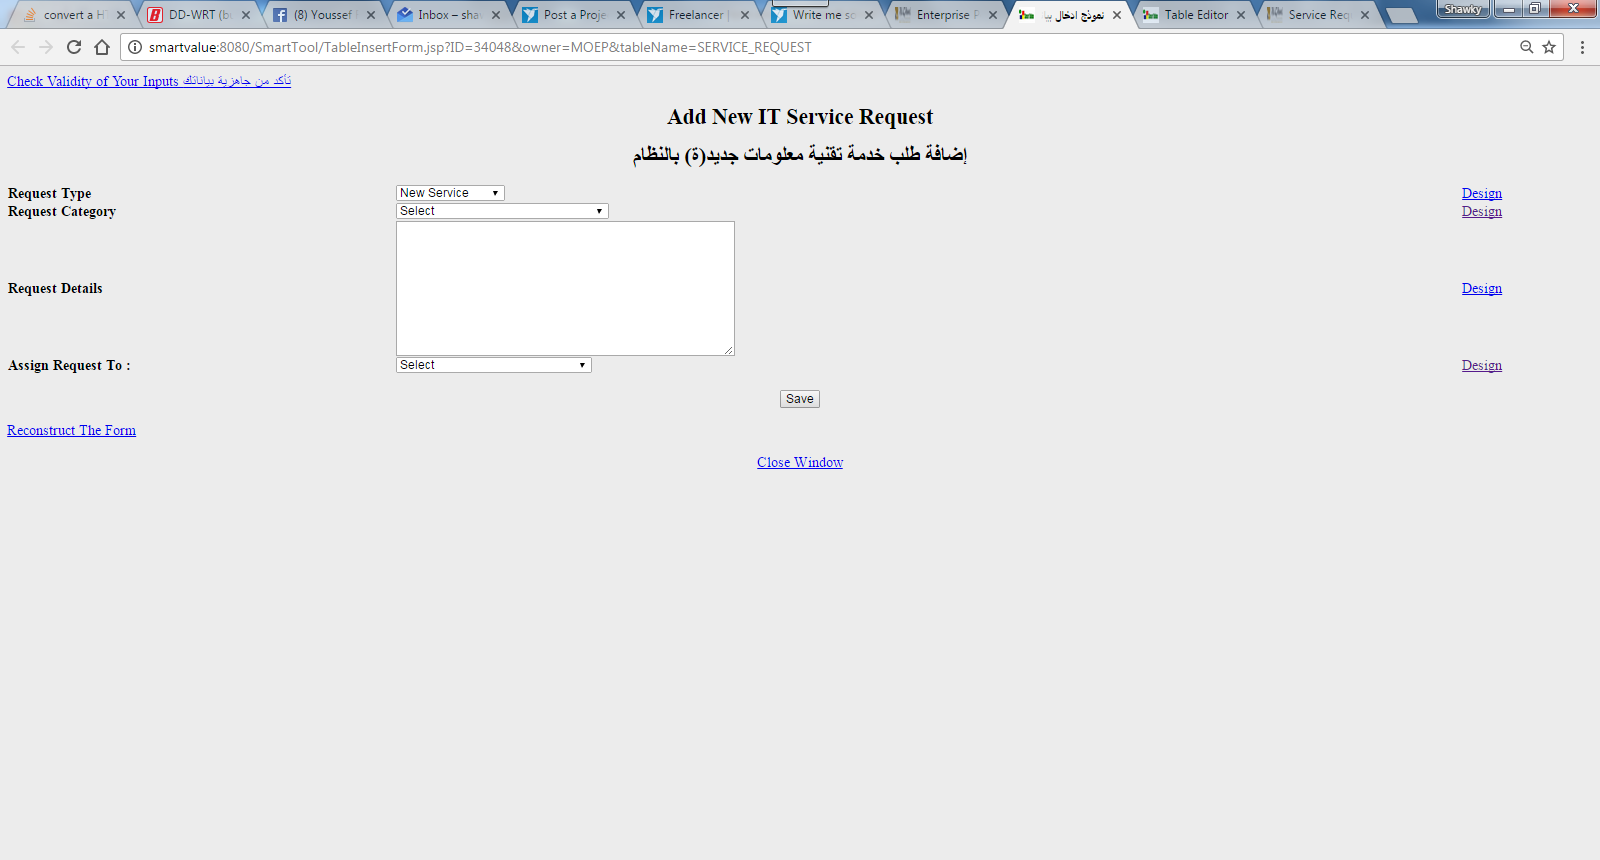 convert a H
DD-WRT (bu
(8) Youssef
Inbox – sha
Post a Proje
Freelancer
Write me so
Enterprise P
نموذج ادخال بيا
Table Editor
Service Req
Shawky
smartvalue:8080/SmartTool/TableInsertForm.jsp?ID=34048&owner=MOEP&tableName=SERVICE_REQUEST
Check Validity of Your Inputs تأكد من جاهزية بياناتك
Add New IT Service Request
إضافة طلب خدمة تقنية معلومات جديد(ة) بالنظام
Request Type New Service Design
Request Category Select Design
Request Details Design
Assign Request To : Select Design
Save
Reconstruct The Form
Close Window